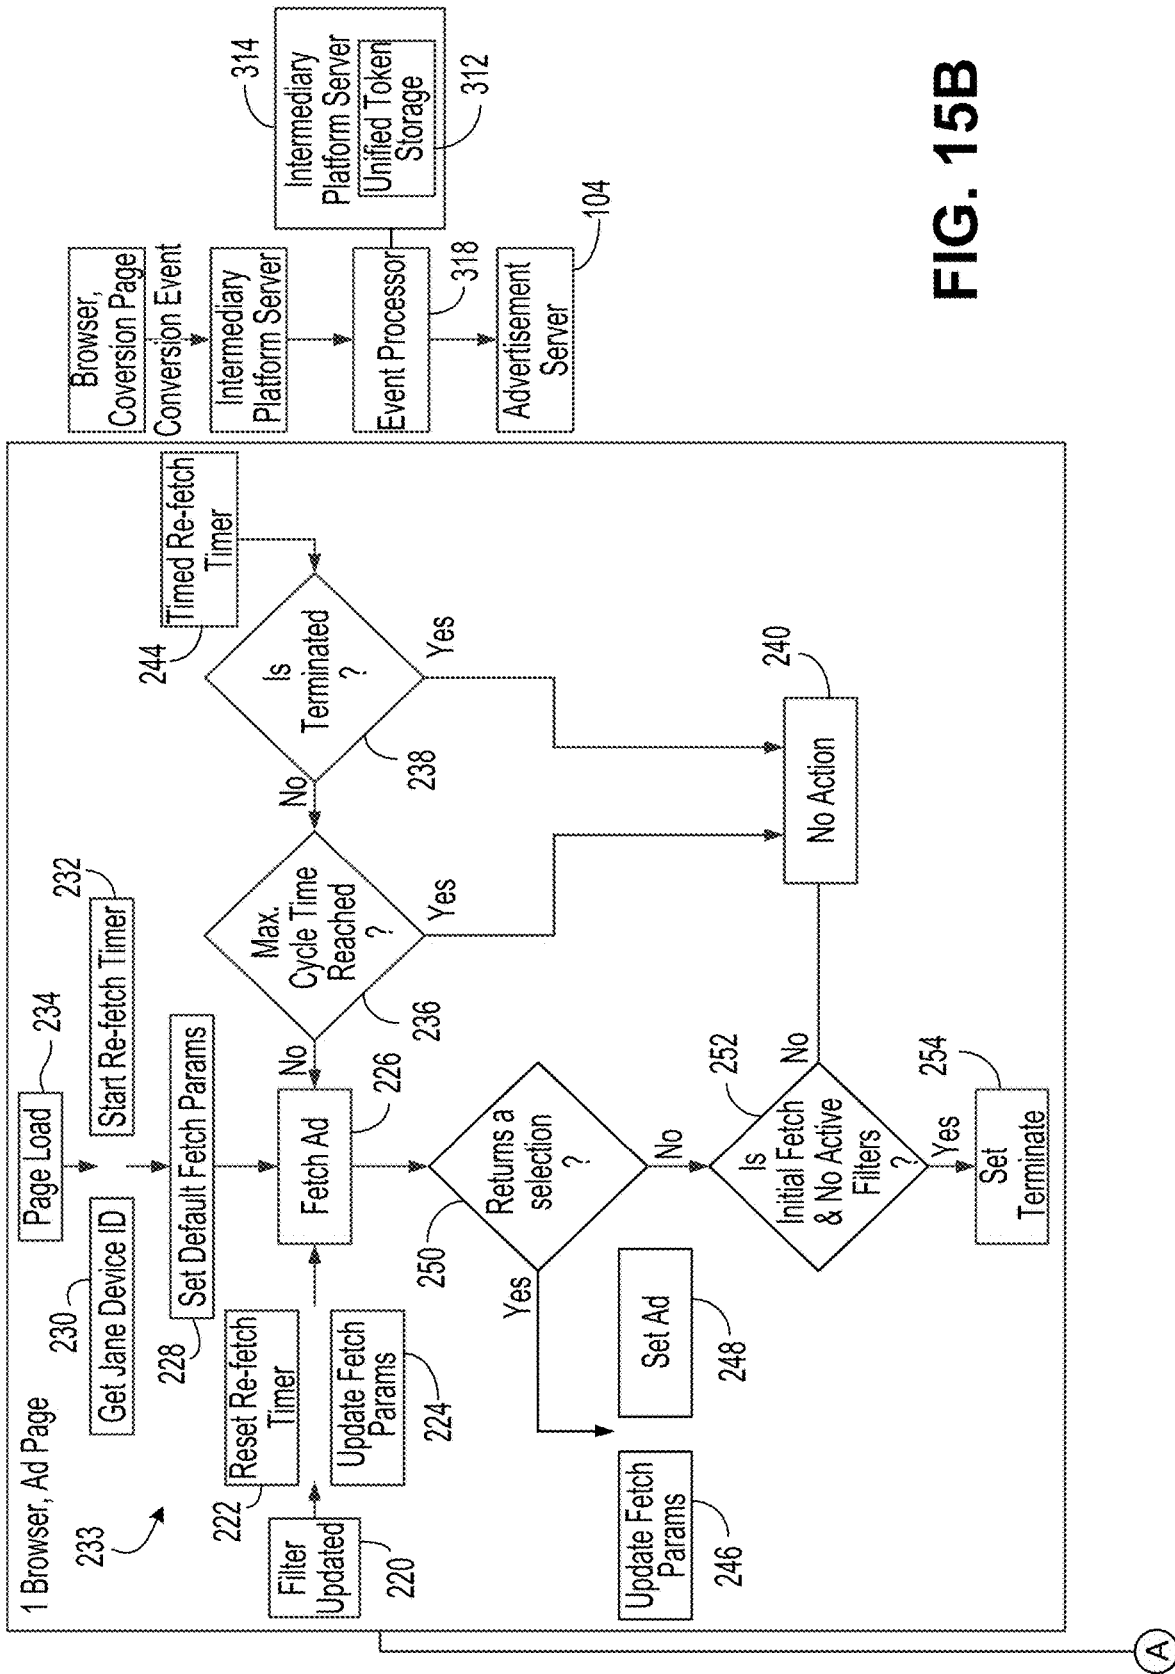 1 Browser, Ad Page
233
Page Load
234
230
Get Jane Device ID
Start Re-fetch Timer
232
Set Default Fetch Params
228
222
Reset Re-fetch
Timer
Filter
Updated
220
Update Fetch
Params
224
Fetch Ad
226
No
Max.
Cycle Time
Reached
?
236
Yes
No
Is
Terminated
?
238
Yes
Timed Re-fetch
Timer
244
250
Returns a
selection
?
Yes
No
Update Fetch
Params
246
Set Ad
248
Is
Initial Fetch
& No Active
Filters
?
252
No
Yes
No Action
240
Set
Terminate
254
A
Browser,
Coversion Page
Conversion Event
Intermediary
Platform Server
Event Processor
318
Advertisement
Server
104
Intermediary
Platform Server
314
Unified Token
Storage
312
FIG. 15B